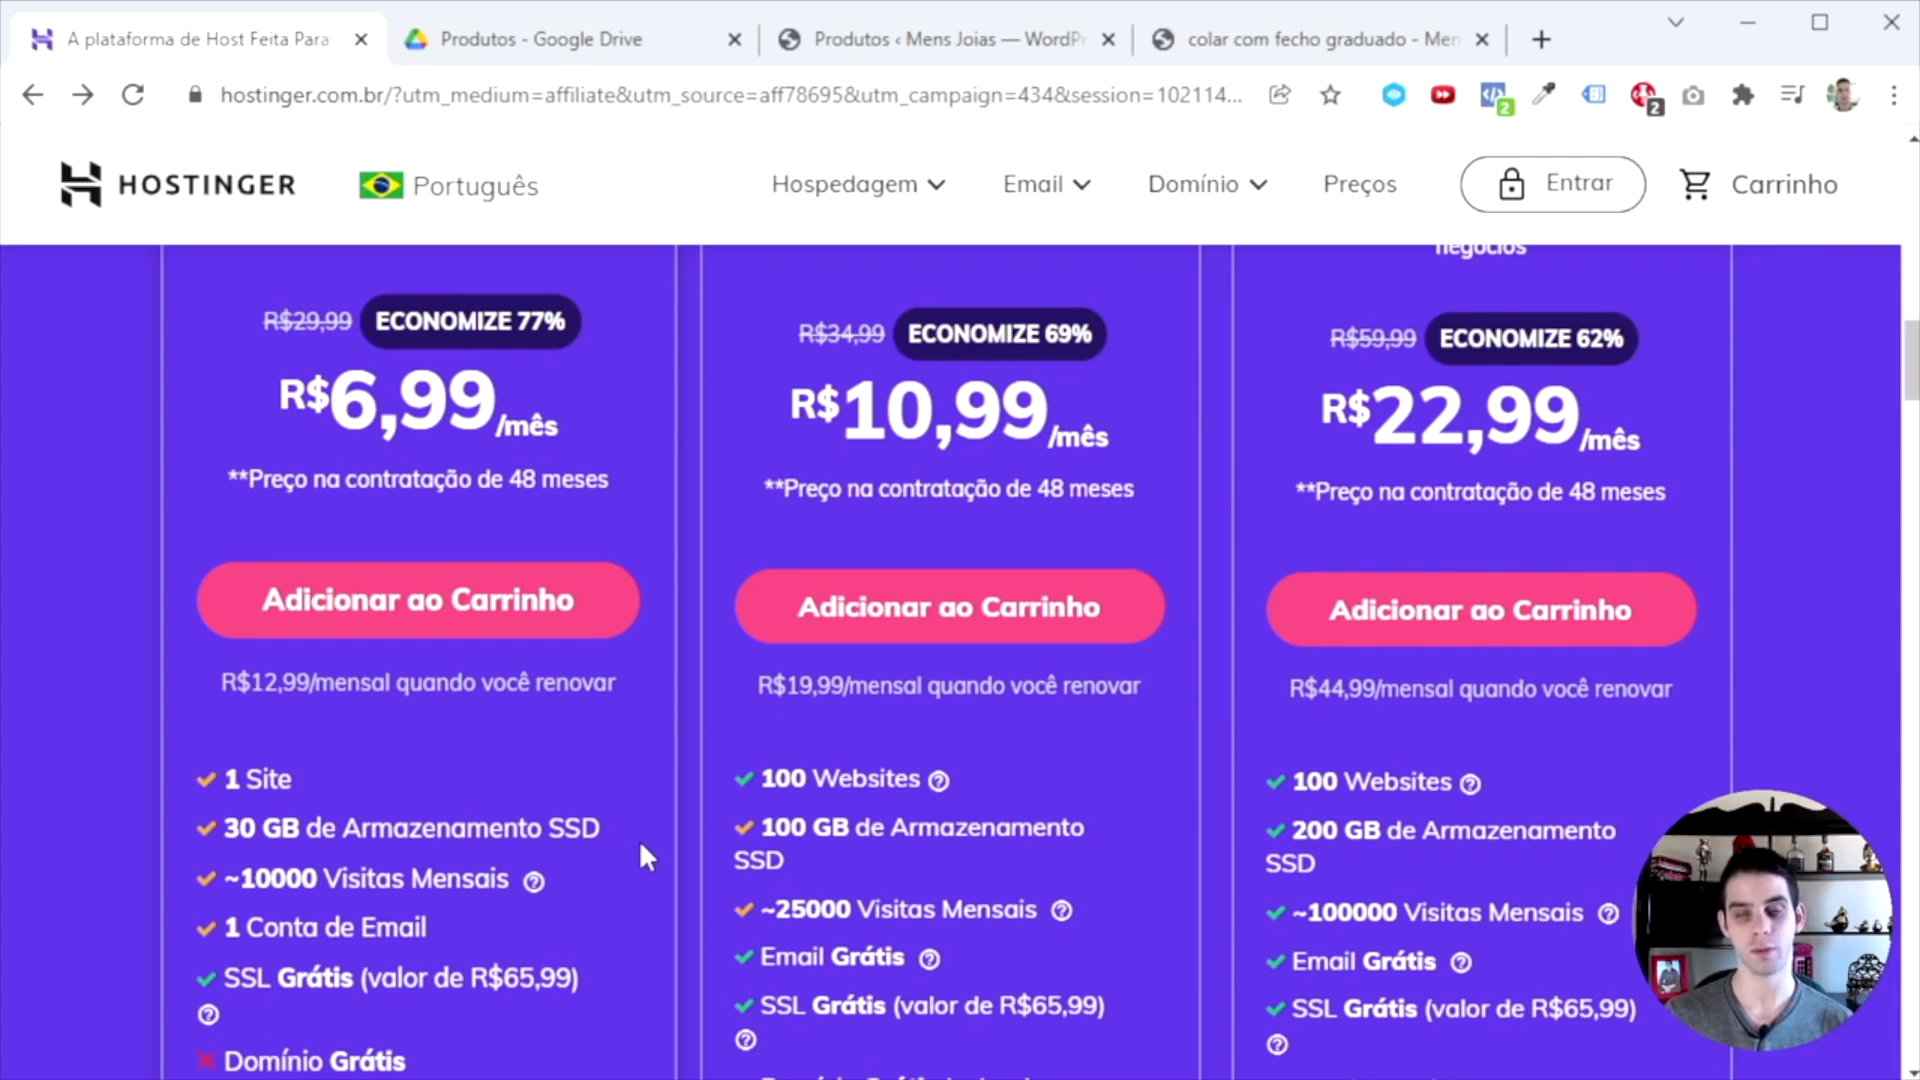 A plataforma de Host Feita Para
Produtos - Google Drive
Produtos ‹ Mens Joias — WordPr
colar com fecho graduado - Men
hostinger.com.br/?utm_medium=affiliate&utm_source=aff78695&utm_campaign=434&session=102114...
2
2
HOSTINGER
Português
Hospedagem
Email
Domínio
Preços
Entrar
Carrinho
negócios
R$29,99 ECONOMIZE 77%
R$6,99/mês
**Preço na contratação de 48 meses
Adicionar ao Carrinho
R$12,99/mensal quando você renovar
1 Site
30 GB de Armazenamento SSD
~10000 Visitas Mensais
1 Conta de Email
SSL Grátis (valor de R$65,99)
Domínio Grátis
R$34,99 ECONOMIZE 69%
R$10,99/mês
**Preço na contratação de 48 meses
Adicionar ao Carrinho
R$19,99/mensal quando você renovar
100 Websites
100 GB de Armazenamento
SSD
~25000 Visitas Mensais
Email Grátis
SSL Grátis (valor de R$65,99)
R$59,99 ECONOMIZE 62%
R$22,99/mês
**Preço na contratação de 48 meses
Adicionar ao Carrinho
R$44,99/mensal quando você renovar
100 Websites
200 GB de Armazenamento
SSD
~100000 Visitas Mensais
Email Grátis
SSL Grátis (valor de R$65,99)